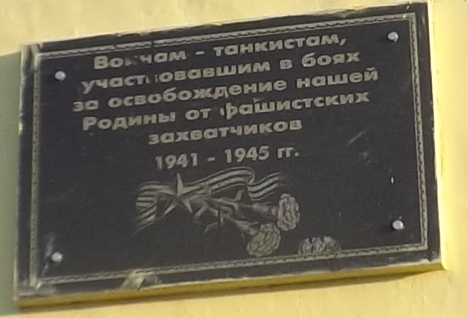 Воинам - танкистам,
участвовавшим в боях
за освобождение нашей
Родины от фашистских
захватчиков
1941 - 1945 гг.